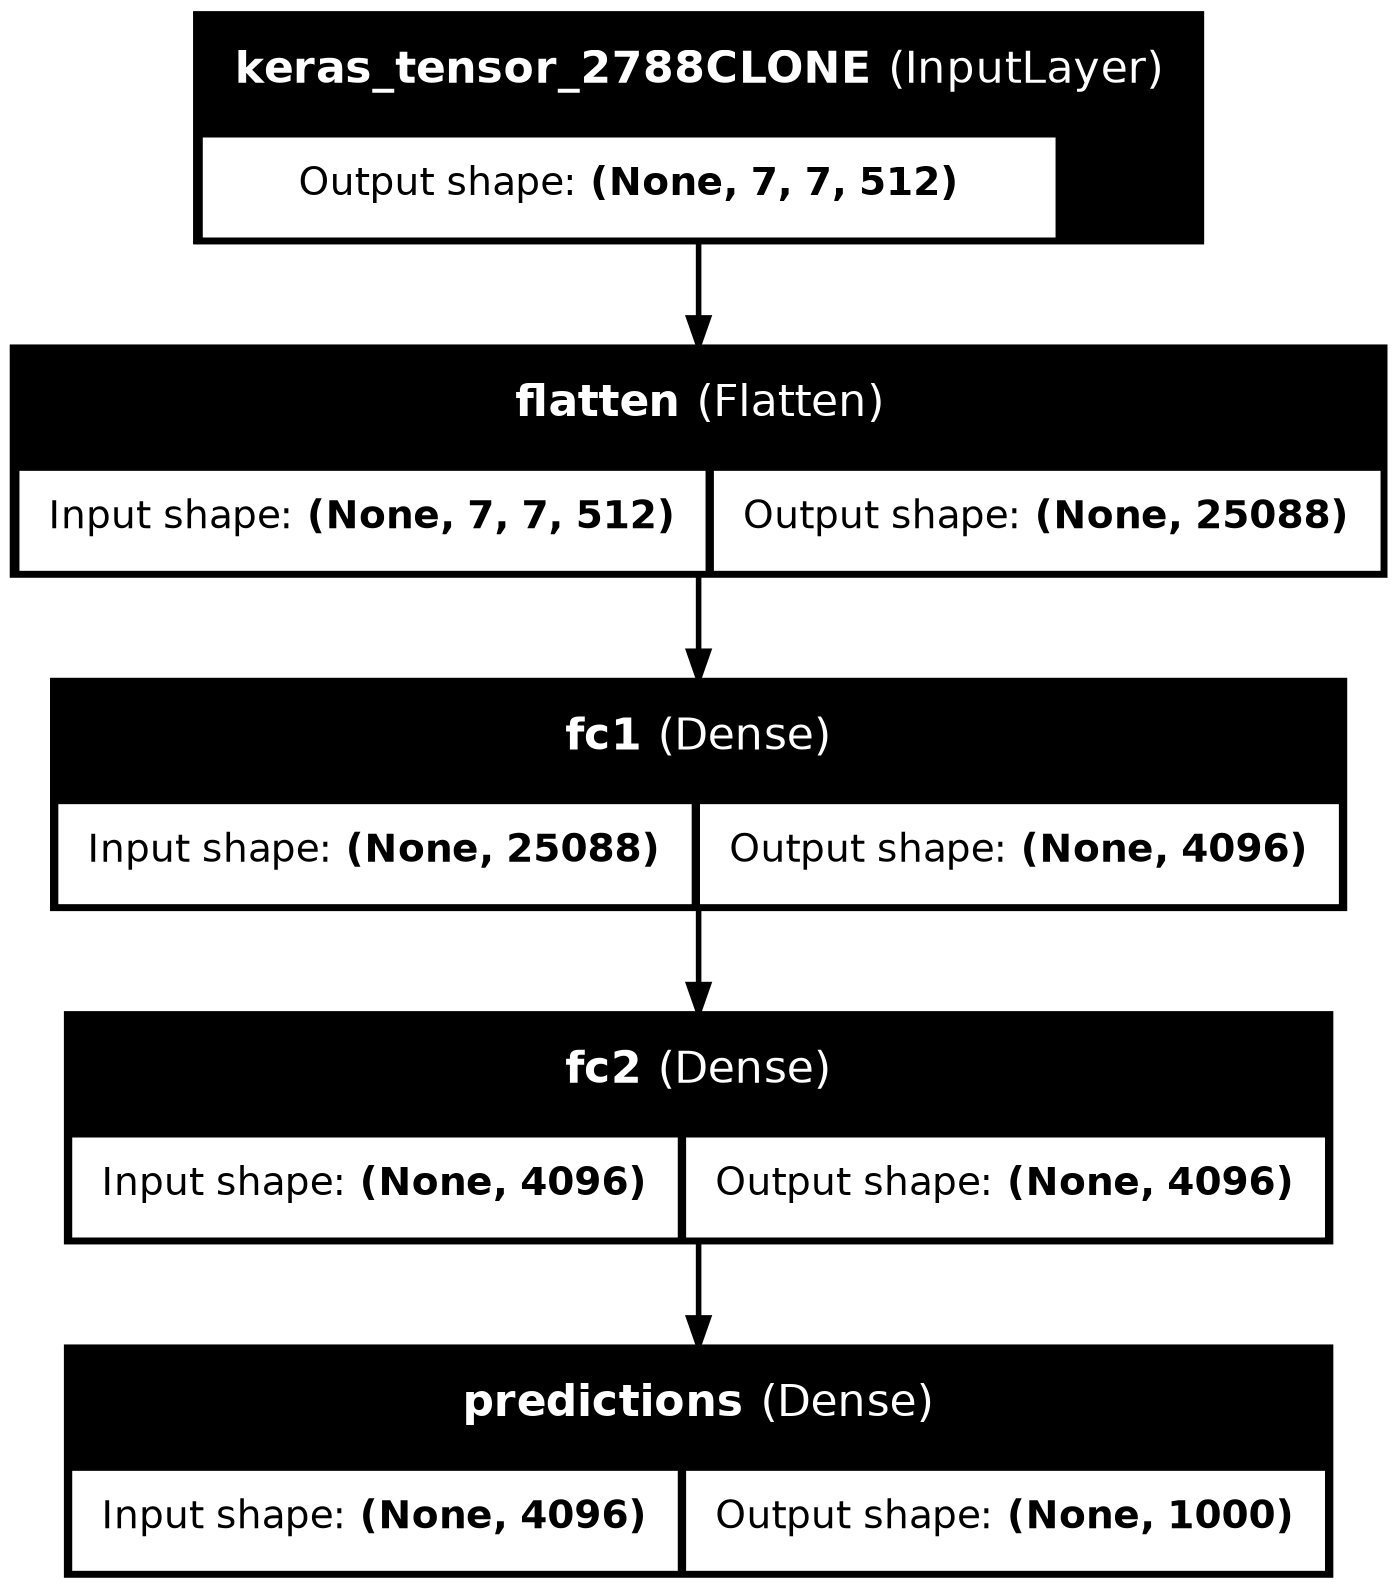 keras_tensor_2788CLONE (InputLayer)
Output shape: (None, 7, 7, 512)
flatten (Flatten)
Input shape: (None, 7, 7, 512) Output shape: (None, 25088)
fc1 (Dense)
Input shape: (None, 25088) Output shape: (None, 4096)
fc2 (Dense)
Input shape: (None, 4096) Output shape: (None, 4096)
predictions (Dense)
Input shape: (None, 4096) Output shape: (None, 1000)